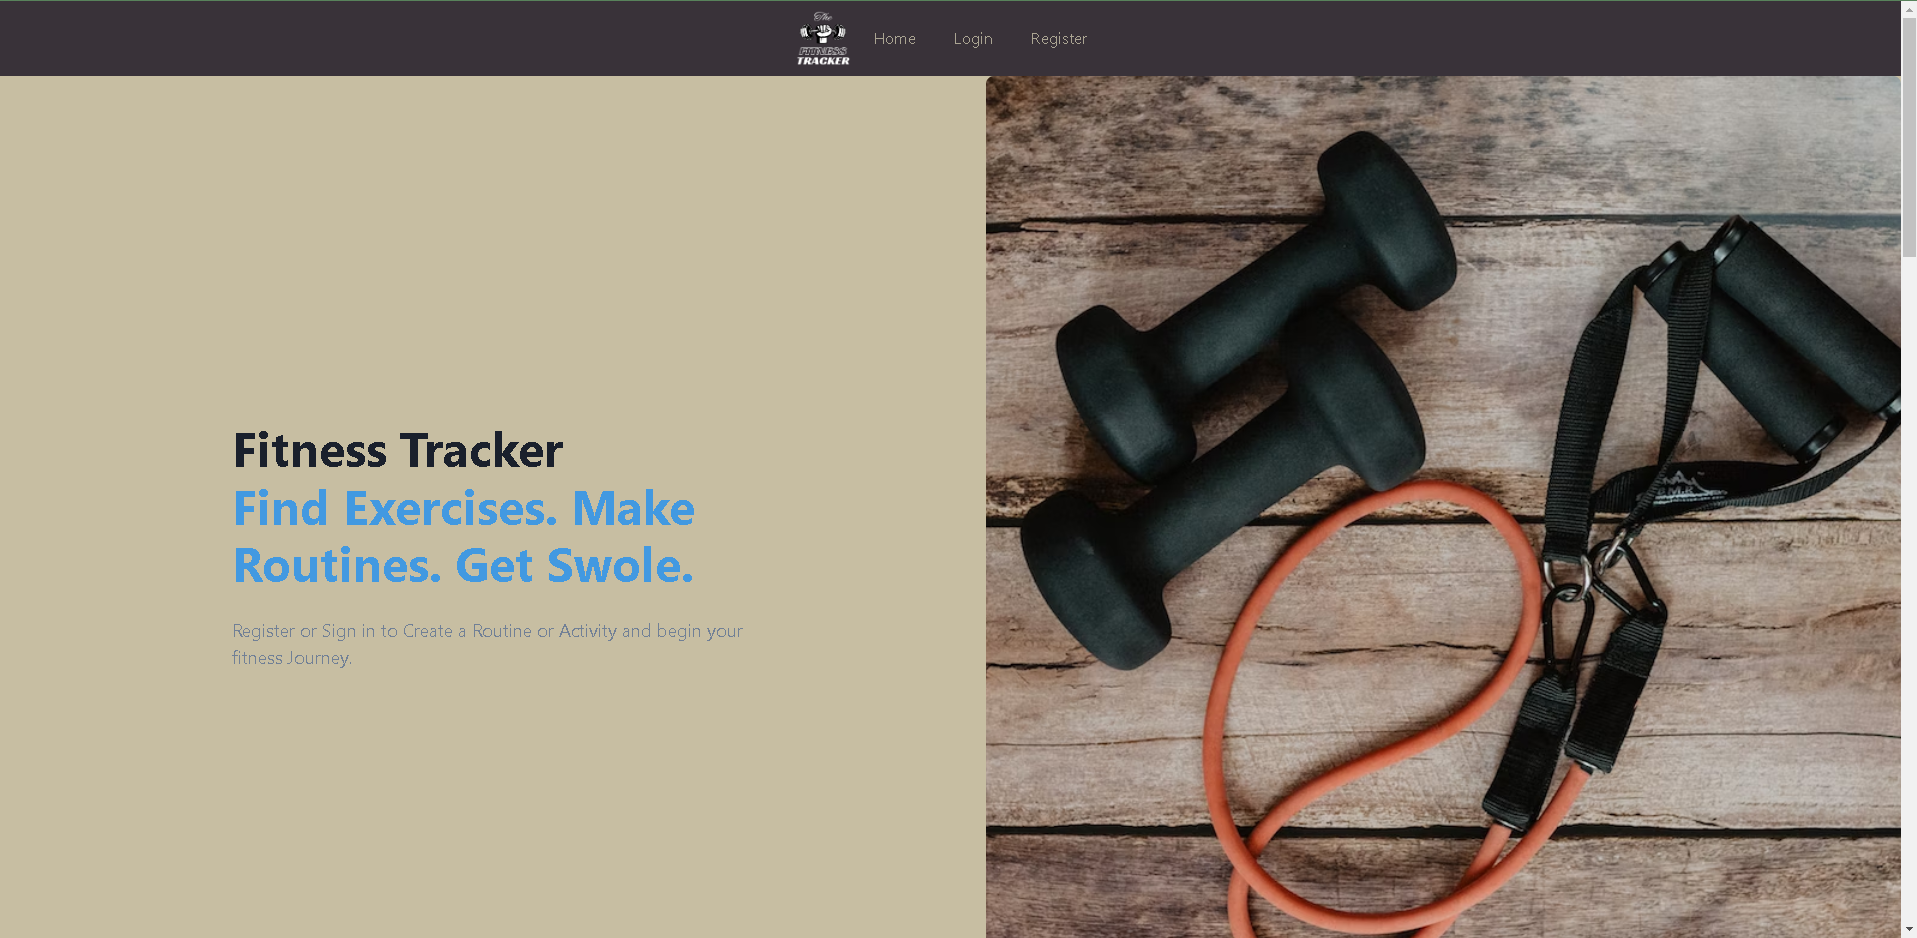 The
FITNESS
TRACKER
Home Login Register
Fitness Tracker
Find Exercises. Make
Routines. Get Swole.
Register or Sign in to Create a Routine or Activity and begin your
fitness Journey.